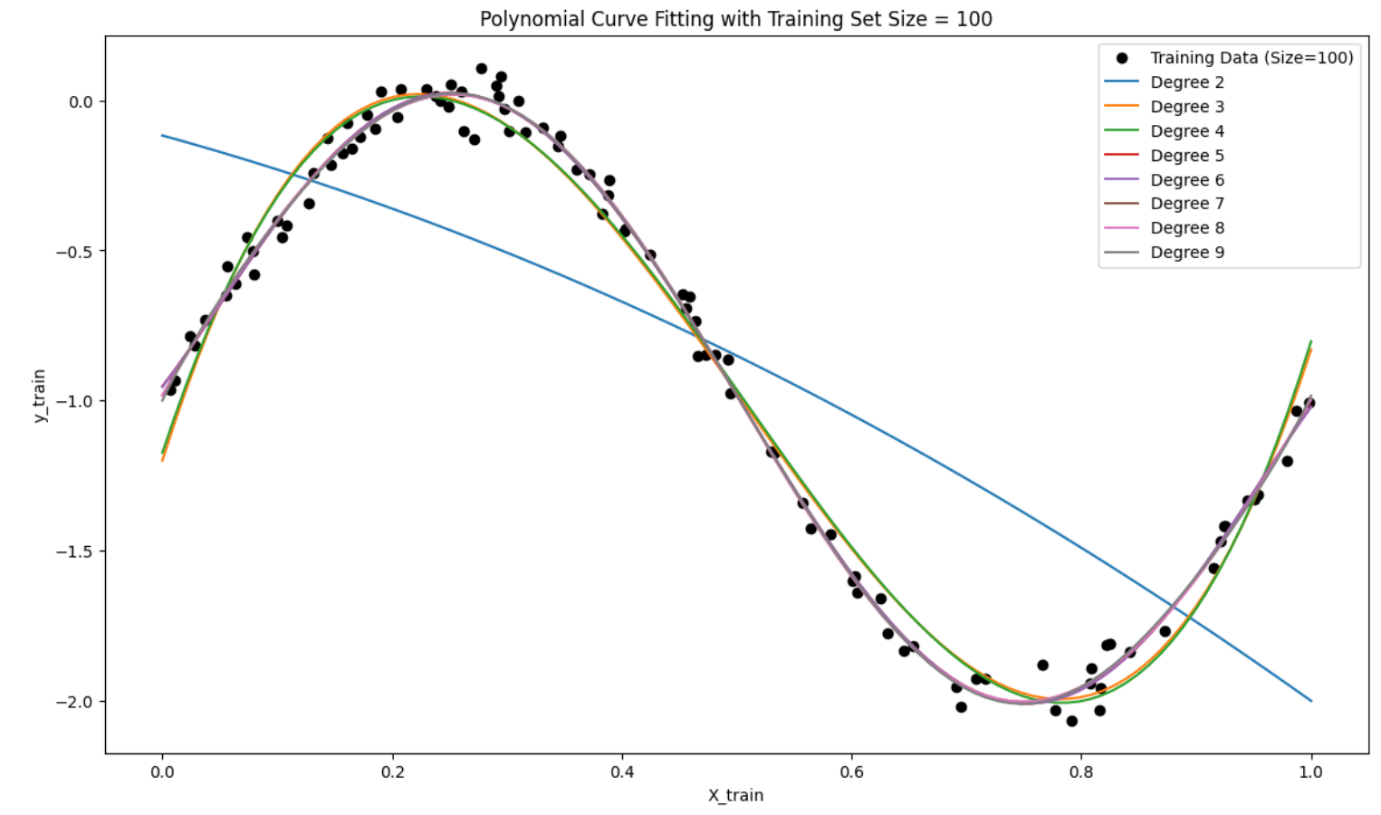 Polynomial Curve Fitting with Training Set Size = 100
Training Data (Size=100)
Degree 2
Degree 3
Degree 4
Degree 5
Degree 6
Degree 7
Degree 8
Degree 9
0.0
−0.5
−1.0
−1.5
−2.0
y_train
0.0 0.2 0.4 0.6 0.8 1.0
X_train